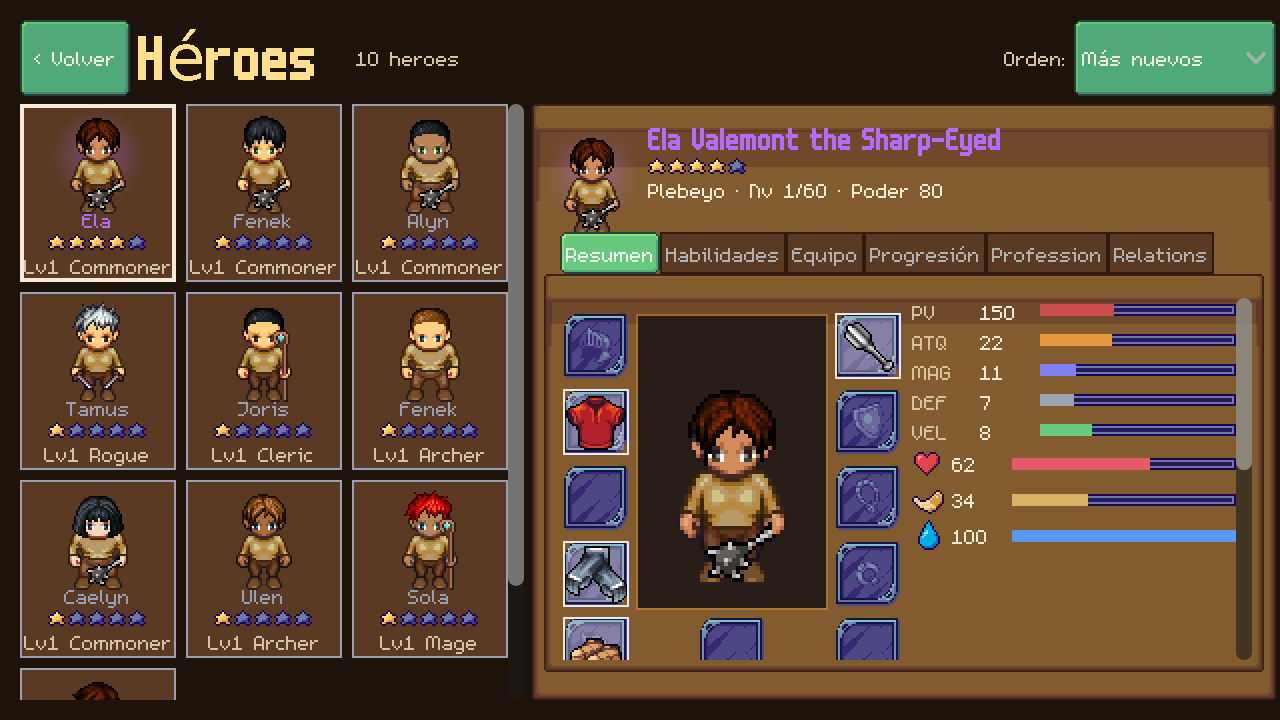 < Volver
Héroes
10 heroes
Orden:
Más nuevos
Ela
Lv1 Commoner
Fenek
Lv1 Commoner
Alyn
Lv1 Commoner
Tamus
Lv1 Rogue
Joris
Lv1 Cleric
Fenek
Lv1 Archer
Caelyn
Lv1 Commoner
Ulen
Lv1 Archer
Sola
Lv1 Mage
Ela Valemont the Sharp-Eyed
Plebeyo · Nv 1/60 · Poder 80
Resumen
Habilidades
Equipo
Progresión
Profession
Relations
PV 150
ATQ 22
MAG 11
DEF 7
VEL 8
62
34
100